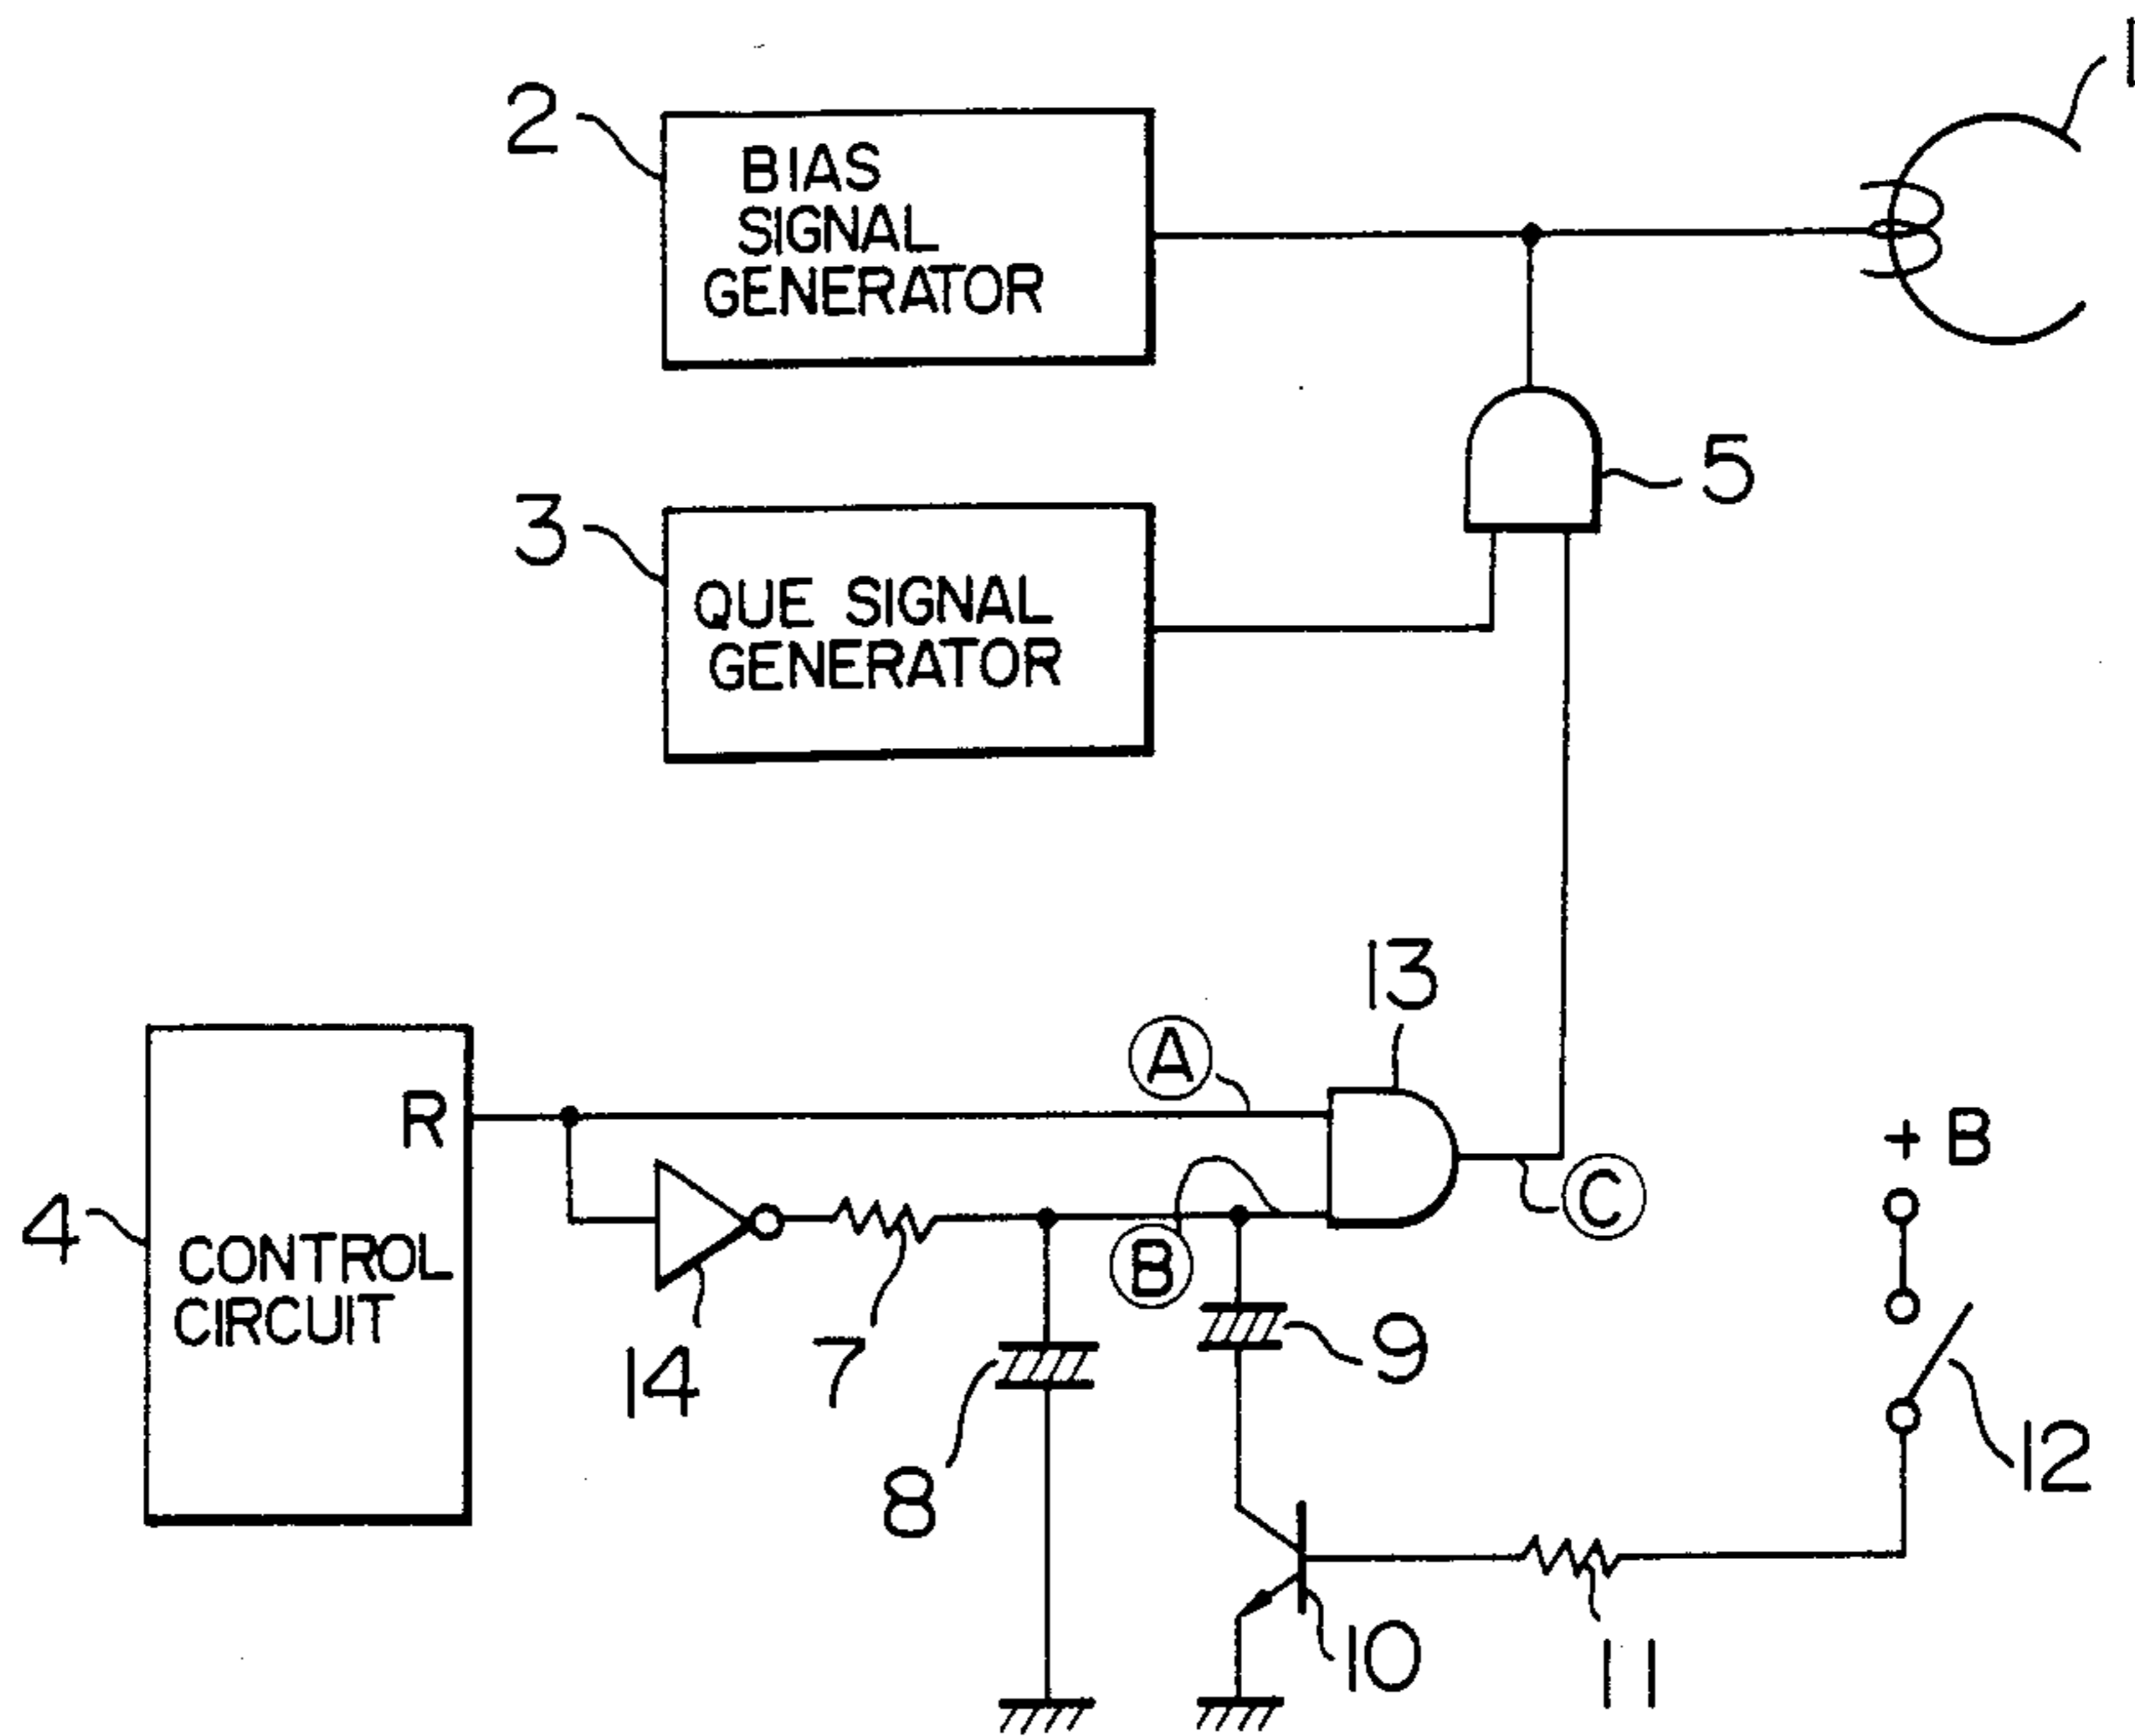 1
2
BIAS
SIGNAL
GENERATOR
5
3
QUE SIGNAL
GENERATOR
13
A
R
+ B
4
CONTROL
CIRCUIT
C
B
14
7
8
9
12
10
11